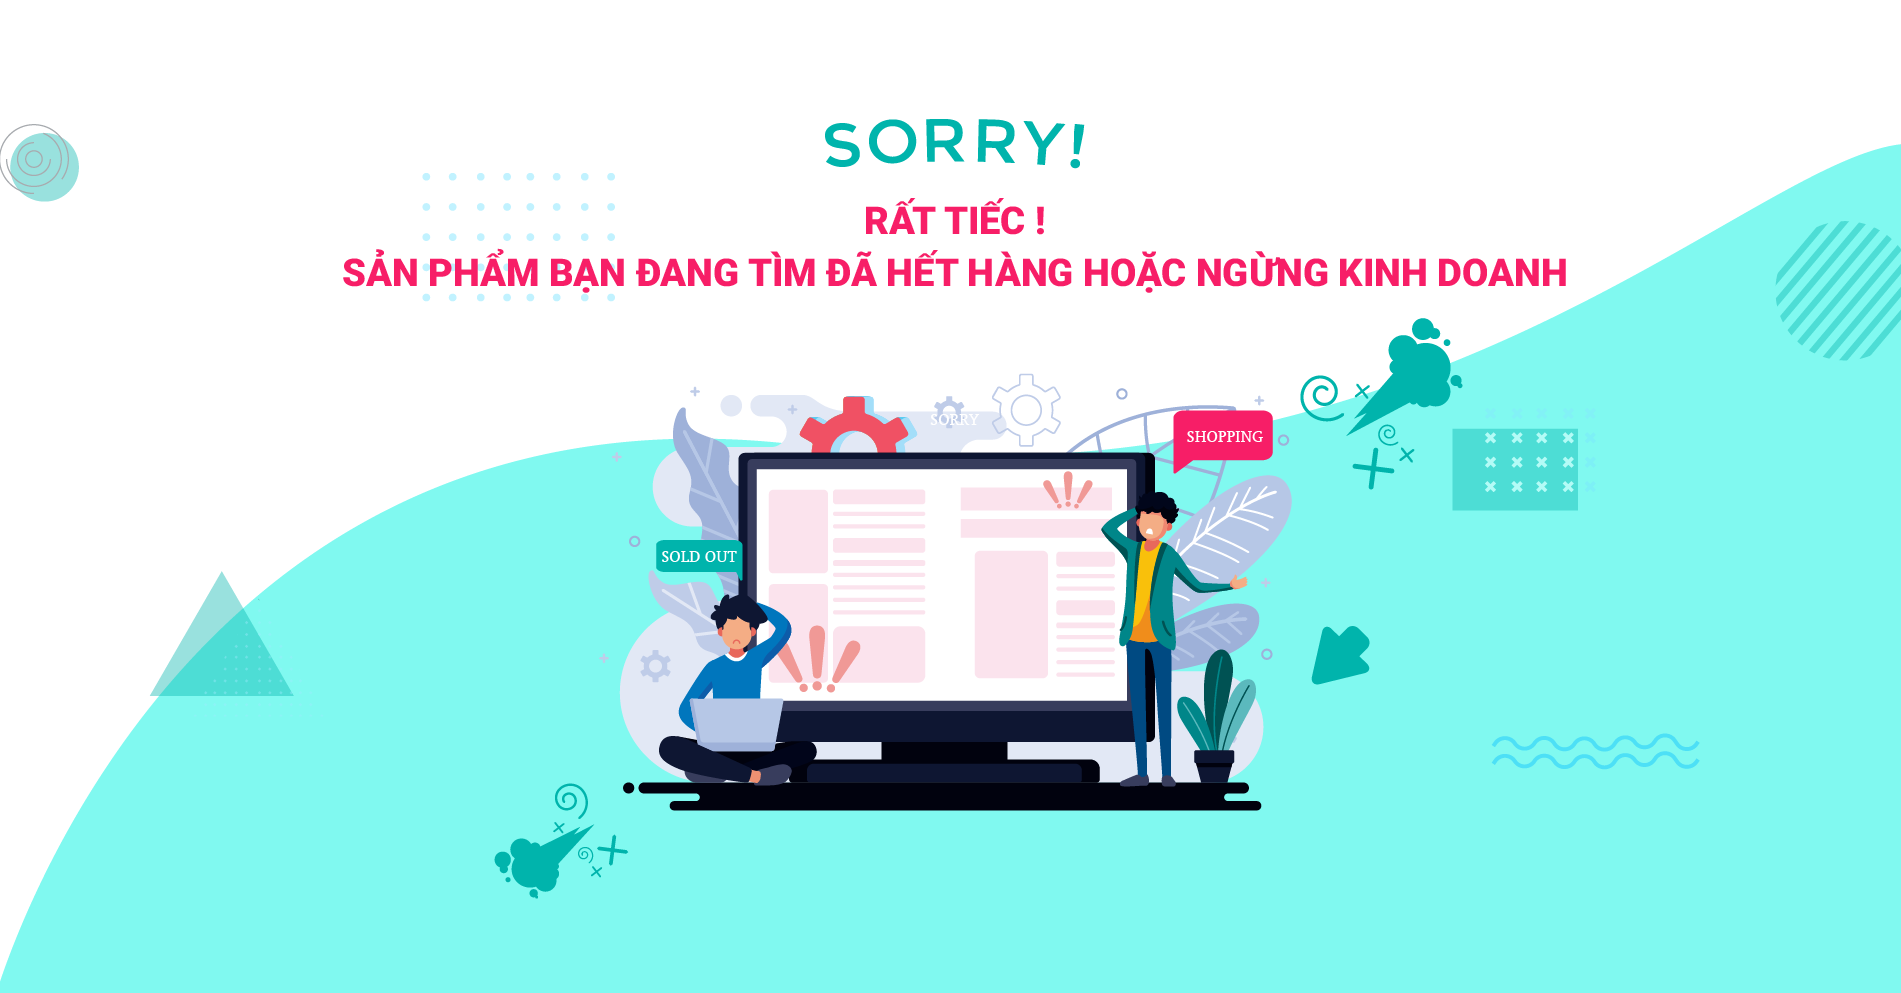 SORRY!
RẤT TIẾC !
SẢN PHẨM BẠN ĐANG TÌM ĐÃ HẾT HÀNG HOẶC NGỪNG KINH DOANH
SORRY
SHOPPING
SOLD OUT